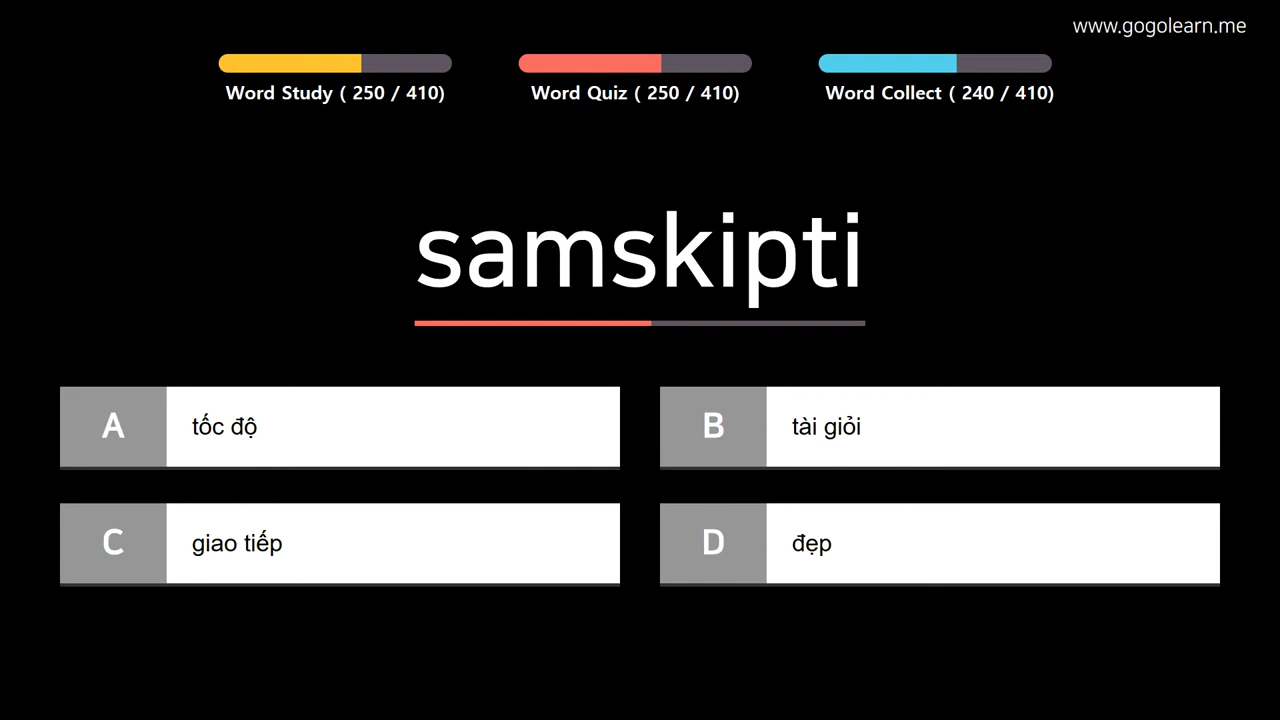 www.gogolearn.me
Word Study ( 250 / 410)
Word Quiz ( 250 / 410)
Word Collect ( 240 / 410)
samskipti
A tốc độ
B tài giỏi
C giao tiếp
D đẹp